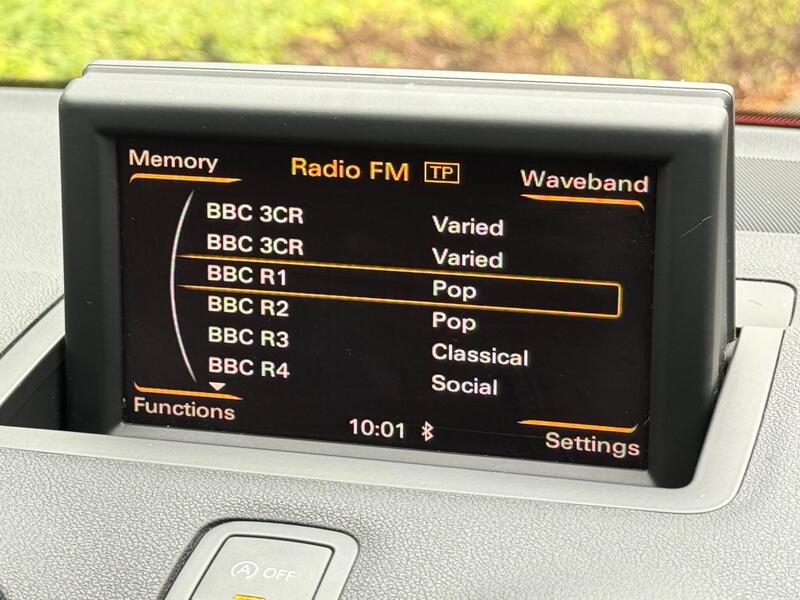 Memory Radio FM TP Waveband
BBC 3CR Varied
BBC 3CR Varied
BBC R1 Pop
BBC R2 Pop
BBC R3 Classical
BBC R4 Social
Functions 10:01 Settings
A OFF